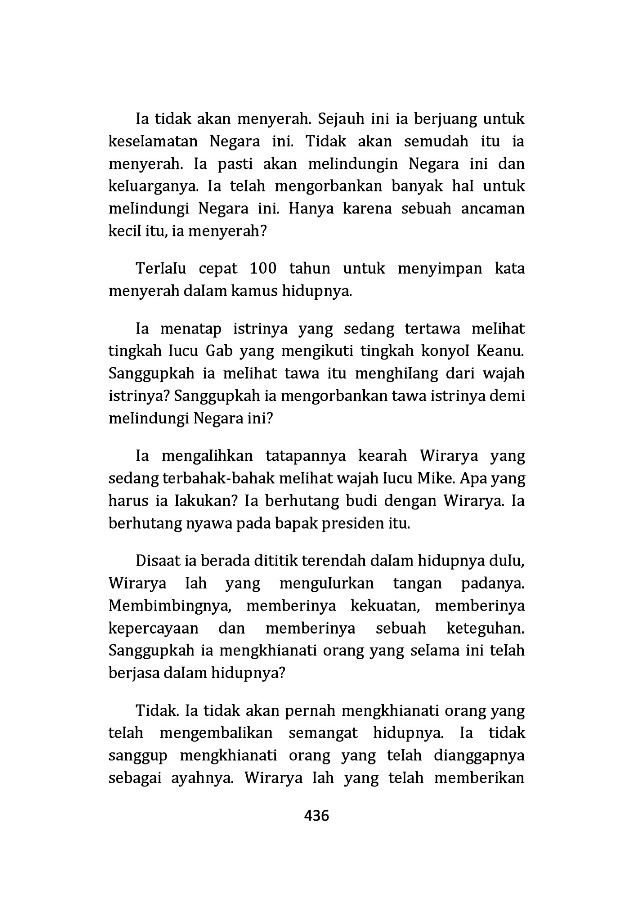 Ia tidak akan menyerah. Sejauh ini ia berjuang untuk
keselamatan Negara ini. Tidak akan semudah itu ia
menyerah. Ia pasti akan melindungin Negara ini dan
keluarganya. Ia telah mengorbankan banyak hal untuk
melindungi Negara ini. Hanya karena sebuah ancaman
kecil itu, ia menyerah?
Terlalu cepat 100 tahun untuk menyimpan kata
menyerah dalam kamus hidupnya.
Ia menatap istrinya yang sedang tertawa melihat
tingkah lucu Gab yang mengikuti tingkah konyol Keanu.
Sanggupkah ia melihat tawa itu menghilang dari wajah
istrinya? Sanggupkah ia mengorbankan tawa istrinya demi
melindungi Negara ini?
Ia mengalihkan tatapannya kearah Wirarya yang
sedang terbahak-bahak melihat wajah lucu Mike. Apa yang
harus ia lakukan? Ia berhutang budi dengan Wirarya. Ia
berhutang nyawa pada bapak presiden itu.
Disaat ia berada dititik terendah dalam hidupnya dulu,
Wirarya lah yang mengulurkan tangan padanya.
Membimbingnya, memberinya kekuatan, memberinya
kepercayaan dan memberinya sebuah keteguhan.
Sanggupkah ia mengkhianati orang yang selama ini telah
berjasa dalam hidupnya?
Tidak. Ia tidak akan pernah mengkhianati orang yang
telah mengembalikan semangat hidupnya. Ia tidak
sanggup mengkhianati orang yang telah dianggapnya
sebagai ayahnya. Wirarya lah yang telah memberikan
436